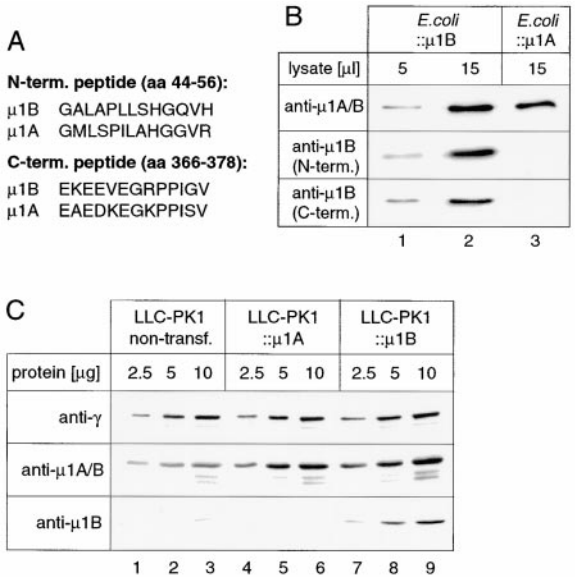 A
N-term. peptide (aa 44-56):
μ1B GALAPLLSHGQVH
μ1A GMLSPILAHGGVR
C-term. peptide (aa 366-378):
μ1B EKEEVEGRPPIGV
μ1A EAEDKEGKPPISV
B
E.coli ::μ1B
E.coli ::μ1A
lysate [μl] 5 15 15
anti-μ1A/B
anti-μ1B
(N-term.)
anti-μ1B
(C-term.)
1 2 3
C
LLC-PK1 non-transf.
LLC-PK1 ::μ1A
LLC-PK1 ::μ1B
protein [μg] 2.5 5 10 2.5 5 10 2.5 5 10
anti-γ
anti-μ1A/B
anti-μ1B
1 2 3 4 5 6 7 8 9